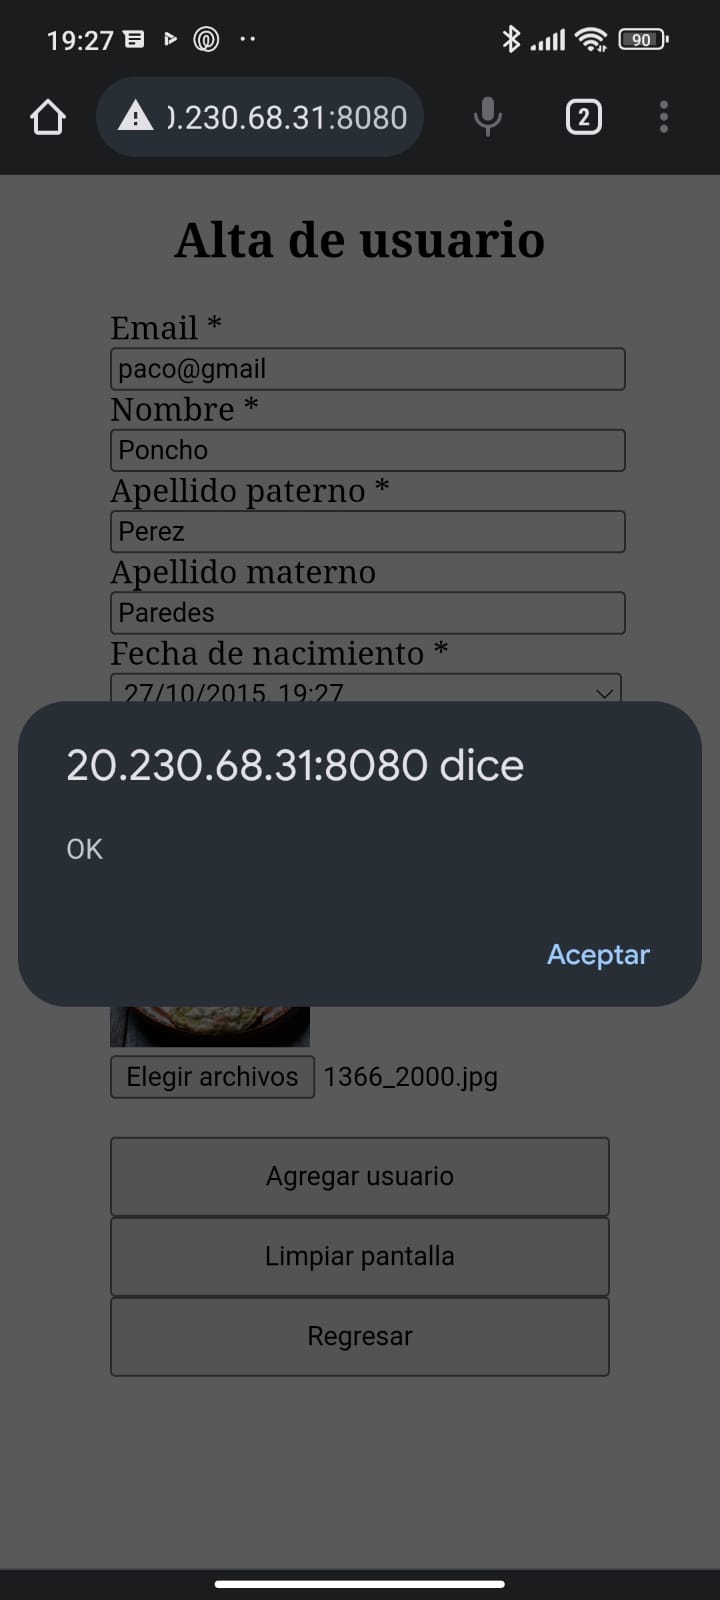 19:27
90
0.230.68.31:8080
2
Alta de usuario
Email *
paco@gmail
Nombre *
Poncho
Apellido paterno *
Perez
Apellido materno
Paredes
Fecha de nacimiento *
27/10/2015, 19:27
20.230.68.31:8080 dice
OK
Aceptar
Elegir archivos 1366_2000.jpg
Agregar usuario
Limpiar pantalla
Regresar